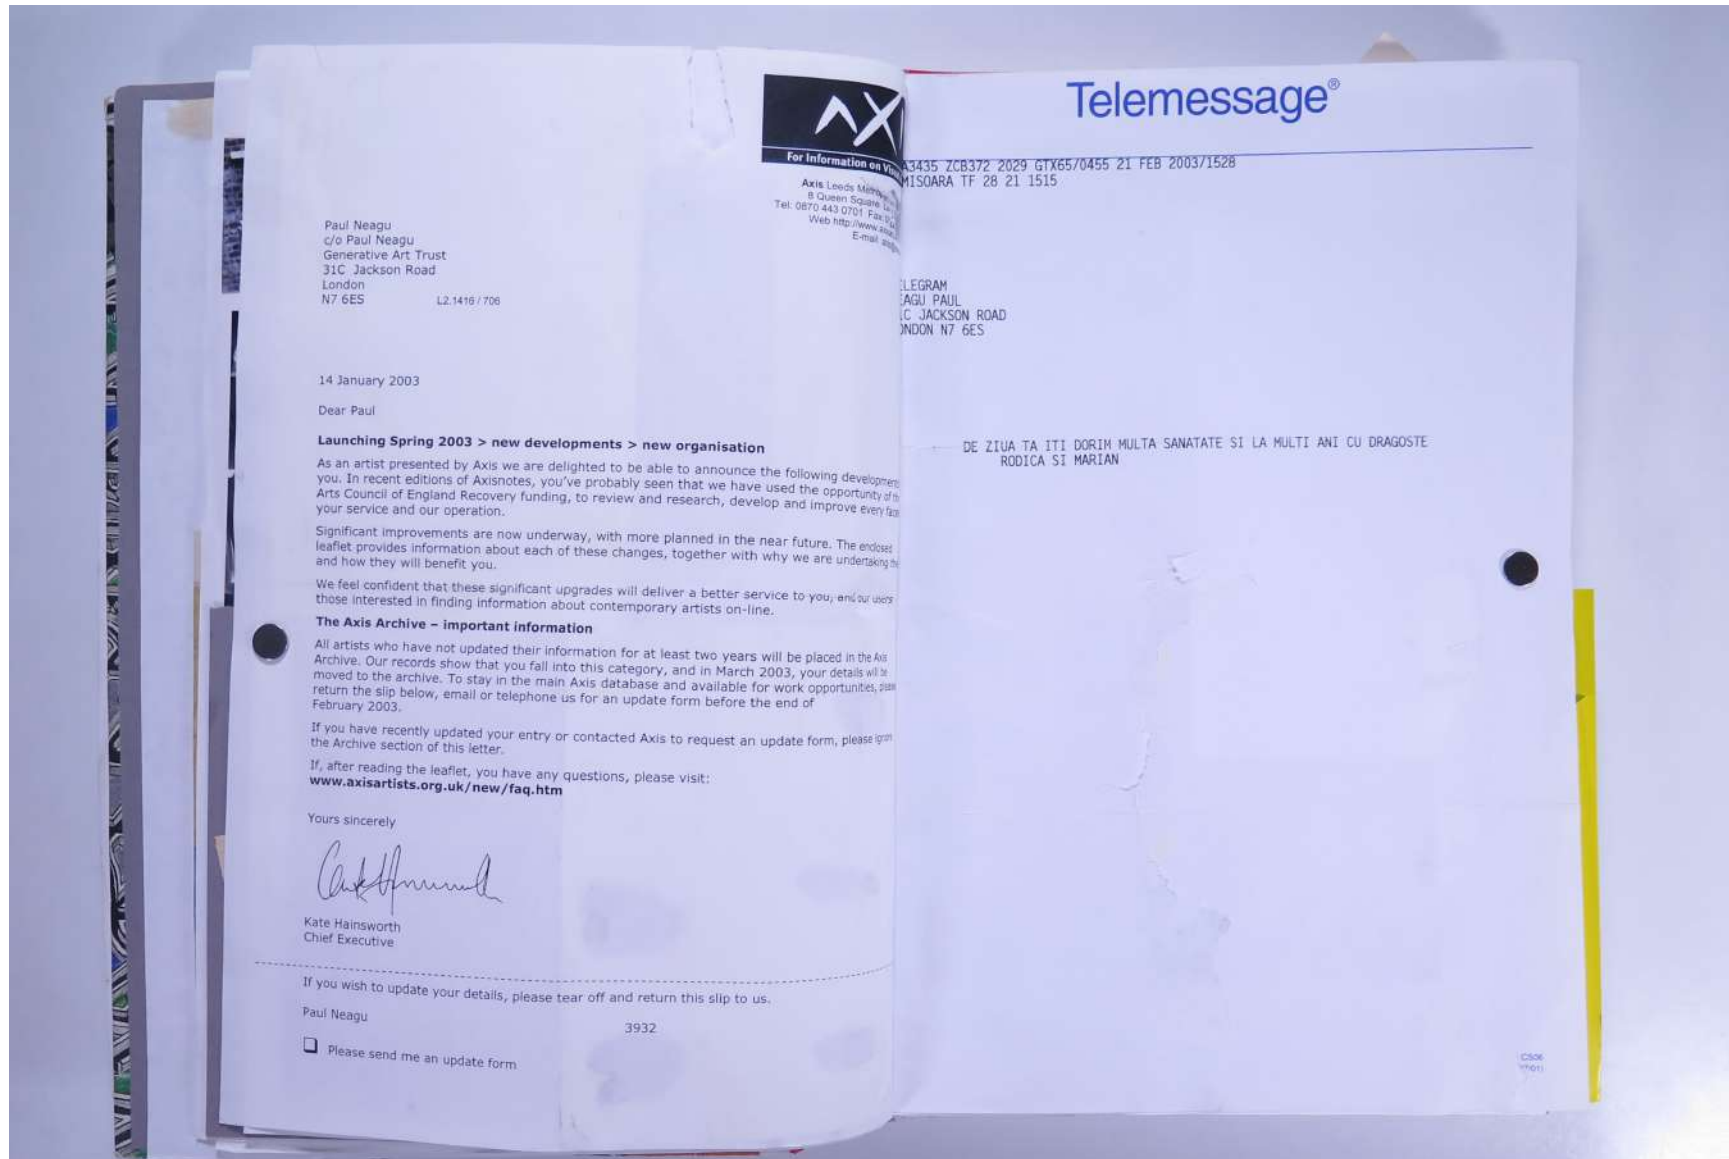 AX
For Information on
Axis Leeds
8 Queen Square
Tel: 0870 443 0701 Fax:
Web http://www.
E-mail
Paul Neagu
c/o Paul Neagu
Generative Art Trust
31C Jackson Road
London
N7 6ES L2.1416 / 706
14 January 2003
Dear Paul
Launching Spring 2003 > new developments > new organisation
As an artist presented by Axis we are delighted to be able to announce the following
you. In recent editions of Axisnotes, you've probably seen that we have used the opportunity of
Arts Council of England Recovery funding, to review and research, develop and improve every
your service and our operation.
Significant improvements are now underway, with more planned in the near future. The enclosed
leaflet provides information about each of these changes, together with why we are undertaking
and how they will benefit you.
We feel confident that these significant upgrades will deliver a better service to you, and our users
those interested in finding information about contemporary artists on-line.
The Axis Archive – important information
All artists who have not updated their information for at least two years will be placed in the Axis
Archive. Our records show that you fall into this category, and in March 2003, your details will be
moved to the archive. To stay in the main Axis database and available for work opportunities, please
return the slip below, email or telephone us for an update form before the end of
February 2003.
If you have recently updated your entry or contacted Axis to request an update form, please ignore
the Archive section of this letter.
If, after reading the leaflet, you have any questions, please visit:
www.axisartists.org.uk/new/faq.htm
Yours sincerely
Kate Hainsworth
Chief Executive
If you wish to update your details, please tear off and return this slip to us.
Paul Neagu
3932
Please send me an update form
Telemessage®
A3435 ZCB372 2029 GTX65/0455 21 FEB 2003/1528
MISOARA TF 28 21 1515
LEGRAM
EAGU PAUL
C JACKSON ROAD
ONDON N7 6ES
DE ZIUA TA ITI DORIM MULTA SANATATE SI LA MULTI ANI CU DRAGOSTE
RODICA SI MARIAN